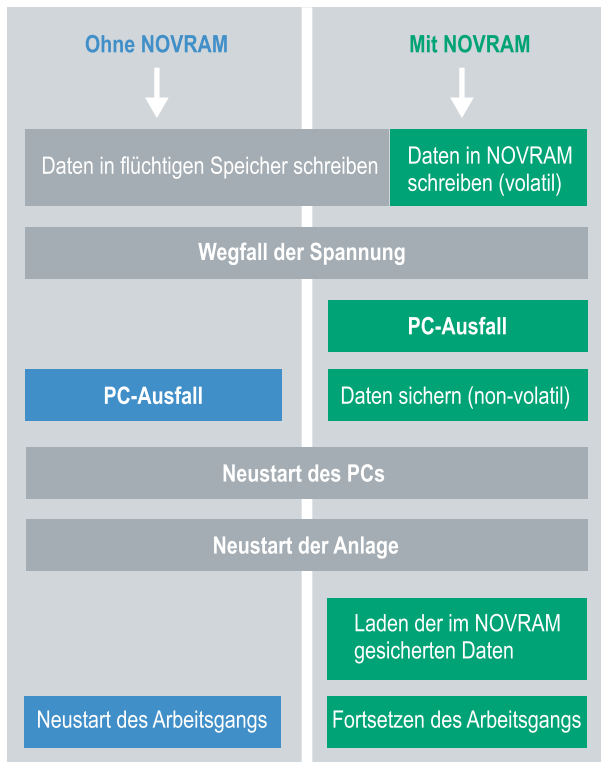 Ohne NOVRAM
Mit NOVRAM
Daten in flüchtigen Speicher schreiben
Daten in NOVRAM
schreiben (volatil)
Wegfall der Spannung
PC-Ausfall
PC-Ausfall
Daten sichern (non-volatil)
Neustart des PCs
Neustart der Anlage
Laden der im NOVRAM
gesicherten Daten
Neustart des Arbeitsgangs
Fortsetzen des Arbeitsgangs